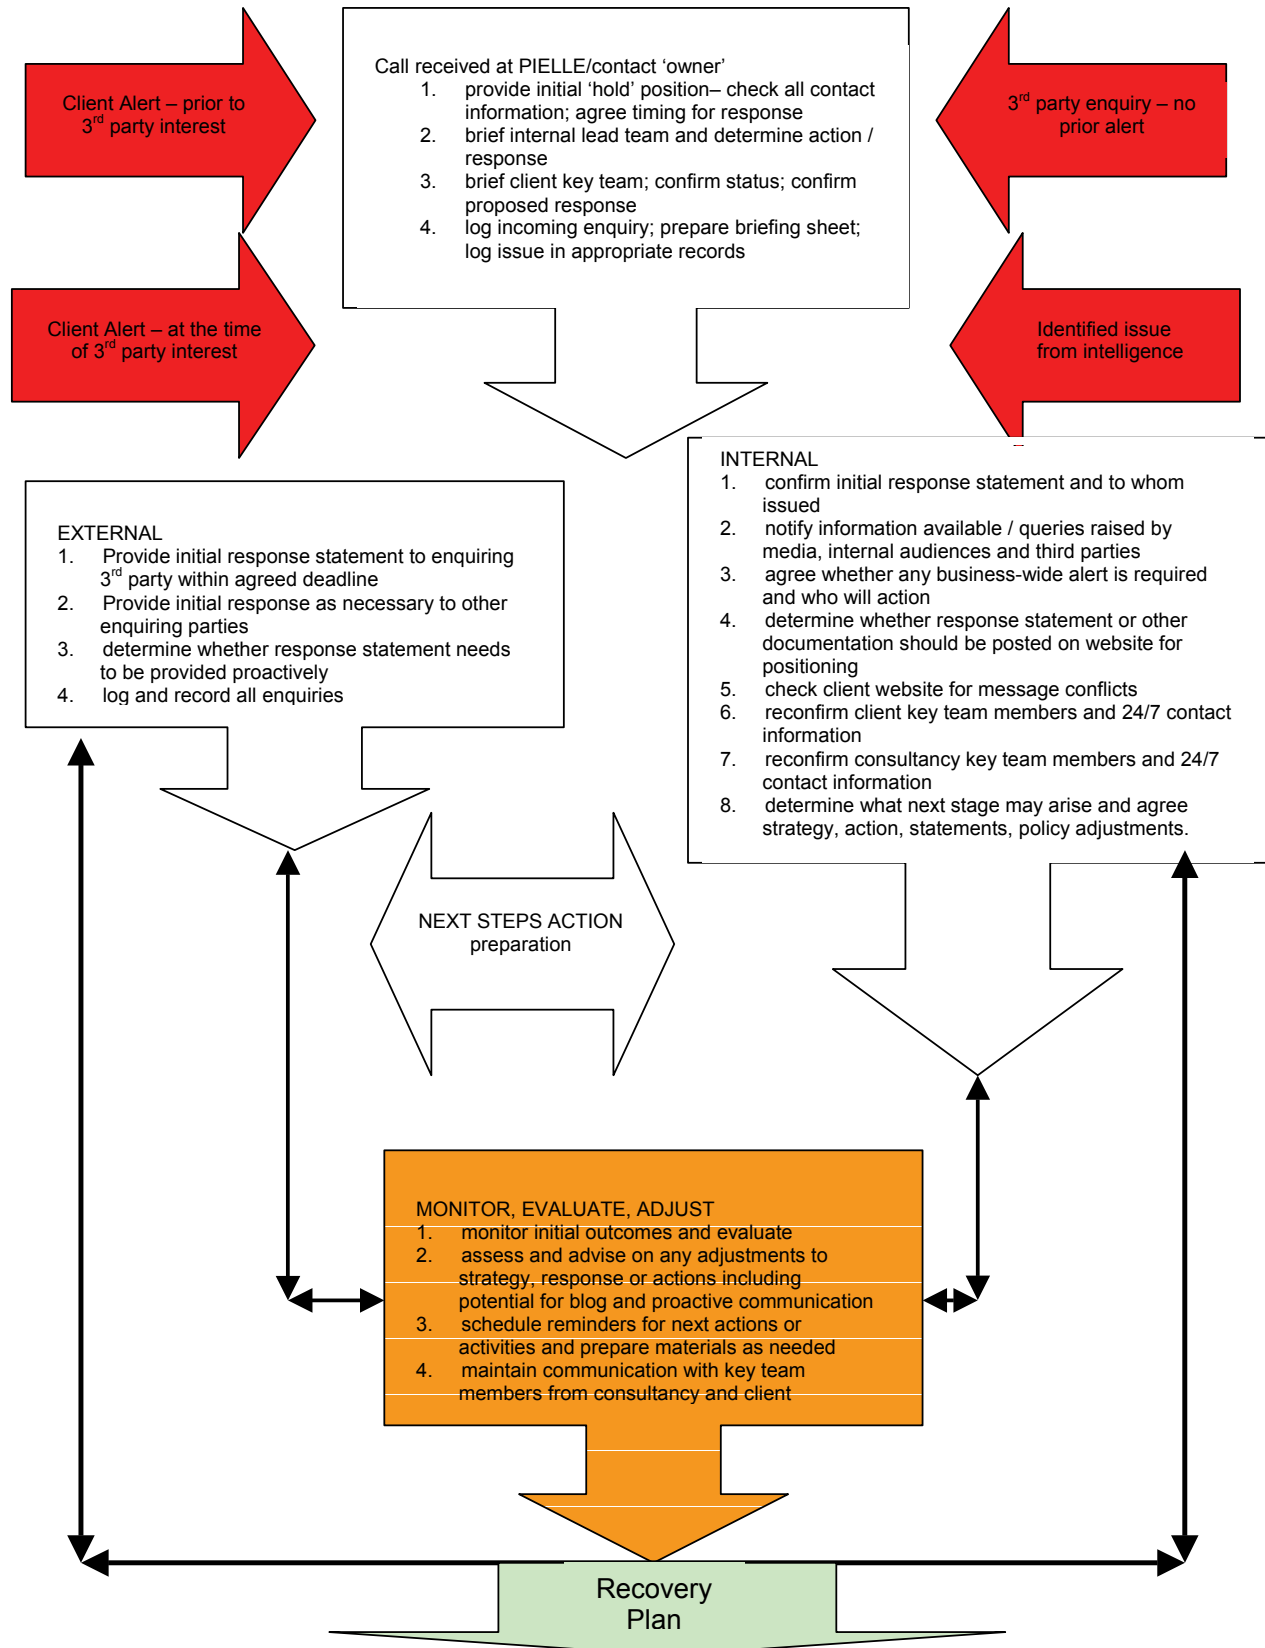 Client Alert – prior to
3rd party interest
Call received at PIELLE/contact ‘owner’
1. provide initial ‘hold’ position– check all contact
information; agree timing for response
2. brief internal lead team and determine action /
response
3. brief client key team; confirm status; confirm
proposed response
4. log incoming enquiry; prepare briefing sheet;
log issue in appropriate records
3rd party enquiry – no
prior alert
Client Alert – at the time
of 3rd party interest
Identified issue
from intelligence
EXTERNAL
1. Provide initial response statement to enquiring
3rd party within agreed deadline
2. Provide initial response as necessary to other
enquiring parties
3. determine whether response statement needs
to be provided proactively
4. log and record all enquiries
INTERNAL
1. confirm initial response statement and to whom
issued
2. notify information available / queries raised by
media, internal audiences and third parties
3. agree whether any business-wide alert is required
and who will action
4. determine whether response statement or other
documentation should be posted on website for
positioning
5. check client website for message conflicts
6. reconfirm client key team members and 24/7 contact
information
7. reconfirm consultancy key team members and 24/7
contact information
8. determine what next stage may arise and agree
strategy, action, statements, policy adjustments.
NEXT STEPS ACTION
preparation
MONITOR, EVALUATE, ADJUST
1. monitor initial outcomes and evaluate
2. assess and advise on any adjustments to
strategy, response or actions including
potential for blog and proactive communication
3. schedule reminders for next actions or
activities and prepare materials as needed
4. maintain communication with key team
members from consultancy and client
Recovery
Plan